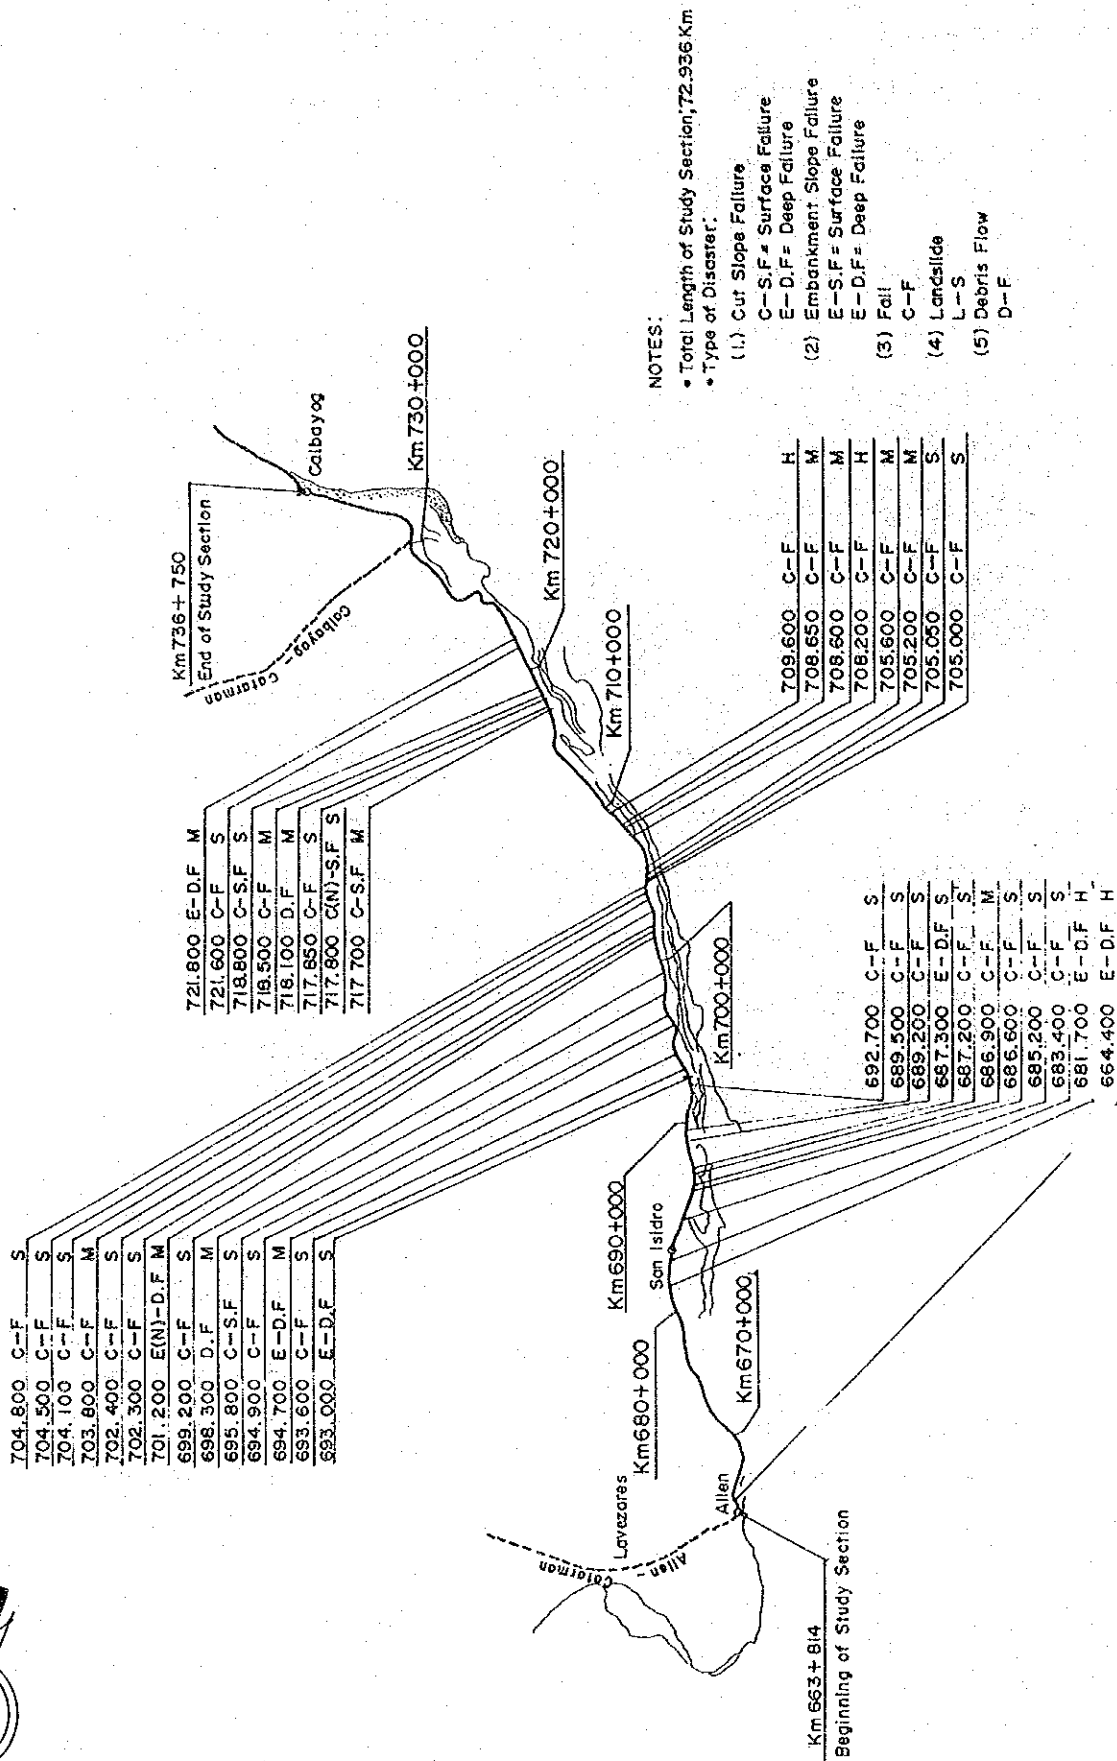 704.800 C-F S
704.500 C-F S
704.100 C-F S
703.800 C-F M
702.400 C-F S
702.300 C-F S
701.200 E(N)-D.F M
699.200 C-F S
698.300 D.F M
695.800 C-S.F S
694.900 C-F S
694.700 E-D.F M
693.600 C-F S
693.000 E-D.F S
721.800 E-D.F M
721.600 C-F S
718.800 C-S.F S
718.500 C-F M
718.100 D.F M
717.850 C-F S
717.800 C(N)-S.F S
717.700 C-S.F M
Km 736+750
End of Study Section
Catarman - Calbayog
Calbayog
Km 730+000
Km 720+000
Km 710+000
Km 700+000
Km 690+000
San Isidro
Km 680+000
Km 670+000
Lavezares
Allen - Catarman
Allen
Km 663+814
Beginning of Study Section
709.600 C-F H
708.650 C-F M
708.600 C-F M
708.200 C-F H
705.600 C-F M
705.200 C-F M
705.050 C-F S
705.000 C-F S
692.700 C-F S
689.500 C-F S
689.200 C-F S
687.300 E-D.F S
687.200 C-F S
686.900 C-F M
686.600 C-F S
685.200 C-F S
683.400 C-F S
681.700 E-D.F H
664.400 E-D.F H
NOTES:
• Total Length of Study Section; 72.936 Km
• Type of Disaster:
(1.) Cut Slope Failure
C-S.F = Surface Failure
E-D.F = Deep Failure
(2) Embankment Slope Failure
E-S.F = Surface Failure
E-D.F = Deep Failure
(3) Fall
C-F
(4) Landslide
L-S
(5) Debris Flow
D-F